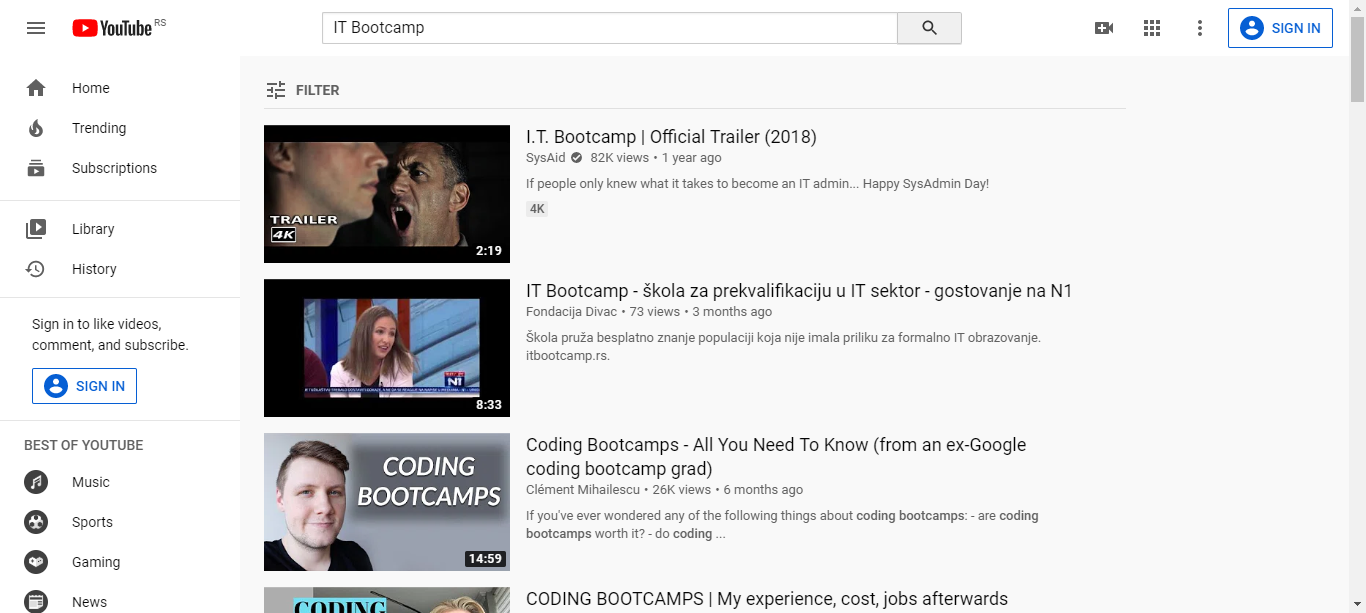 YouTube RS
IT Bootcamp
SIGN IN
Home
Trending
Subscriptions
Library
History
Sign in to like videos,
comment, and subscribe.
SIGN IN
BEST OF YOUTUBE
Music
Sports
Gaming
News
FILTER
TRAILER
4K
2:19
I.T. Bootcamp | Official Trailer (2018)
SysAid 82K views • 1 year ago
If people only knew what it takes to become an IT admin... Happy SysAdmin Day!
4K
N1
8:33
IT Bootcamp - škola za prekvalifikaciju u IT sektor - gostovanje na N1
Fondacija Divac • 73 views • 3 months ago
Škola pruža besplatno znanje populaciji koja nije imala priliku za formalno IT obrazovanje.
itbootcamp.rs.
CODING
BOOTCAMPS
14:59
Coding Bootcamps - All You Need To Know (from an ex-Google
coding bootcamp grad)
Clément Mihailescu • 26K views • 6 months ago
If you've ever wondered any of the following things about coding bootcamps: - are coding
bootcamps worth it? - do coding ...
CODING
CODING BOOTCAMPS | My experience, cost, jobs afterwards